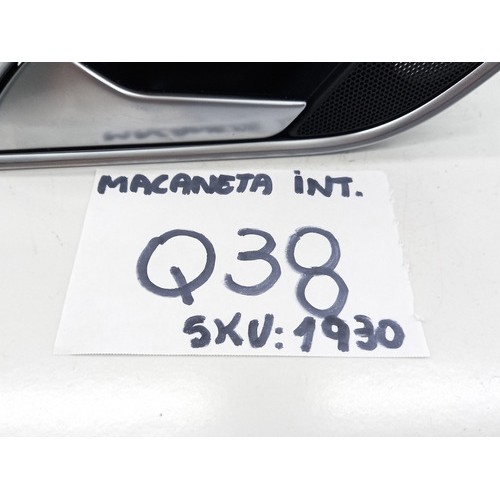 MACANETA INT.
Q38
SKU: 1930